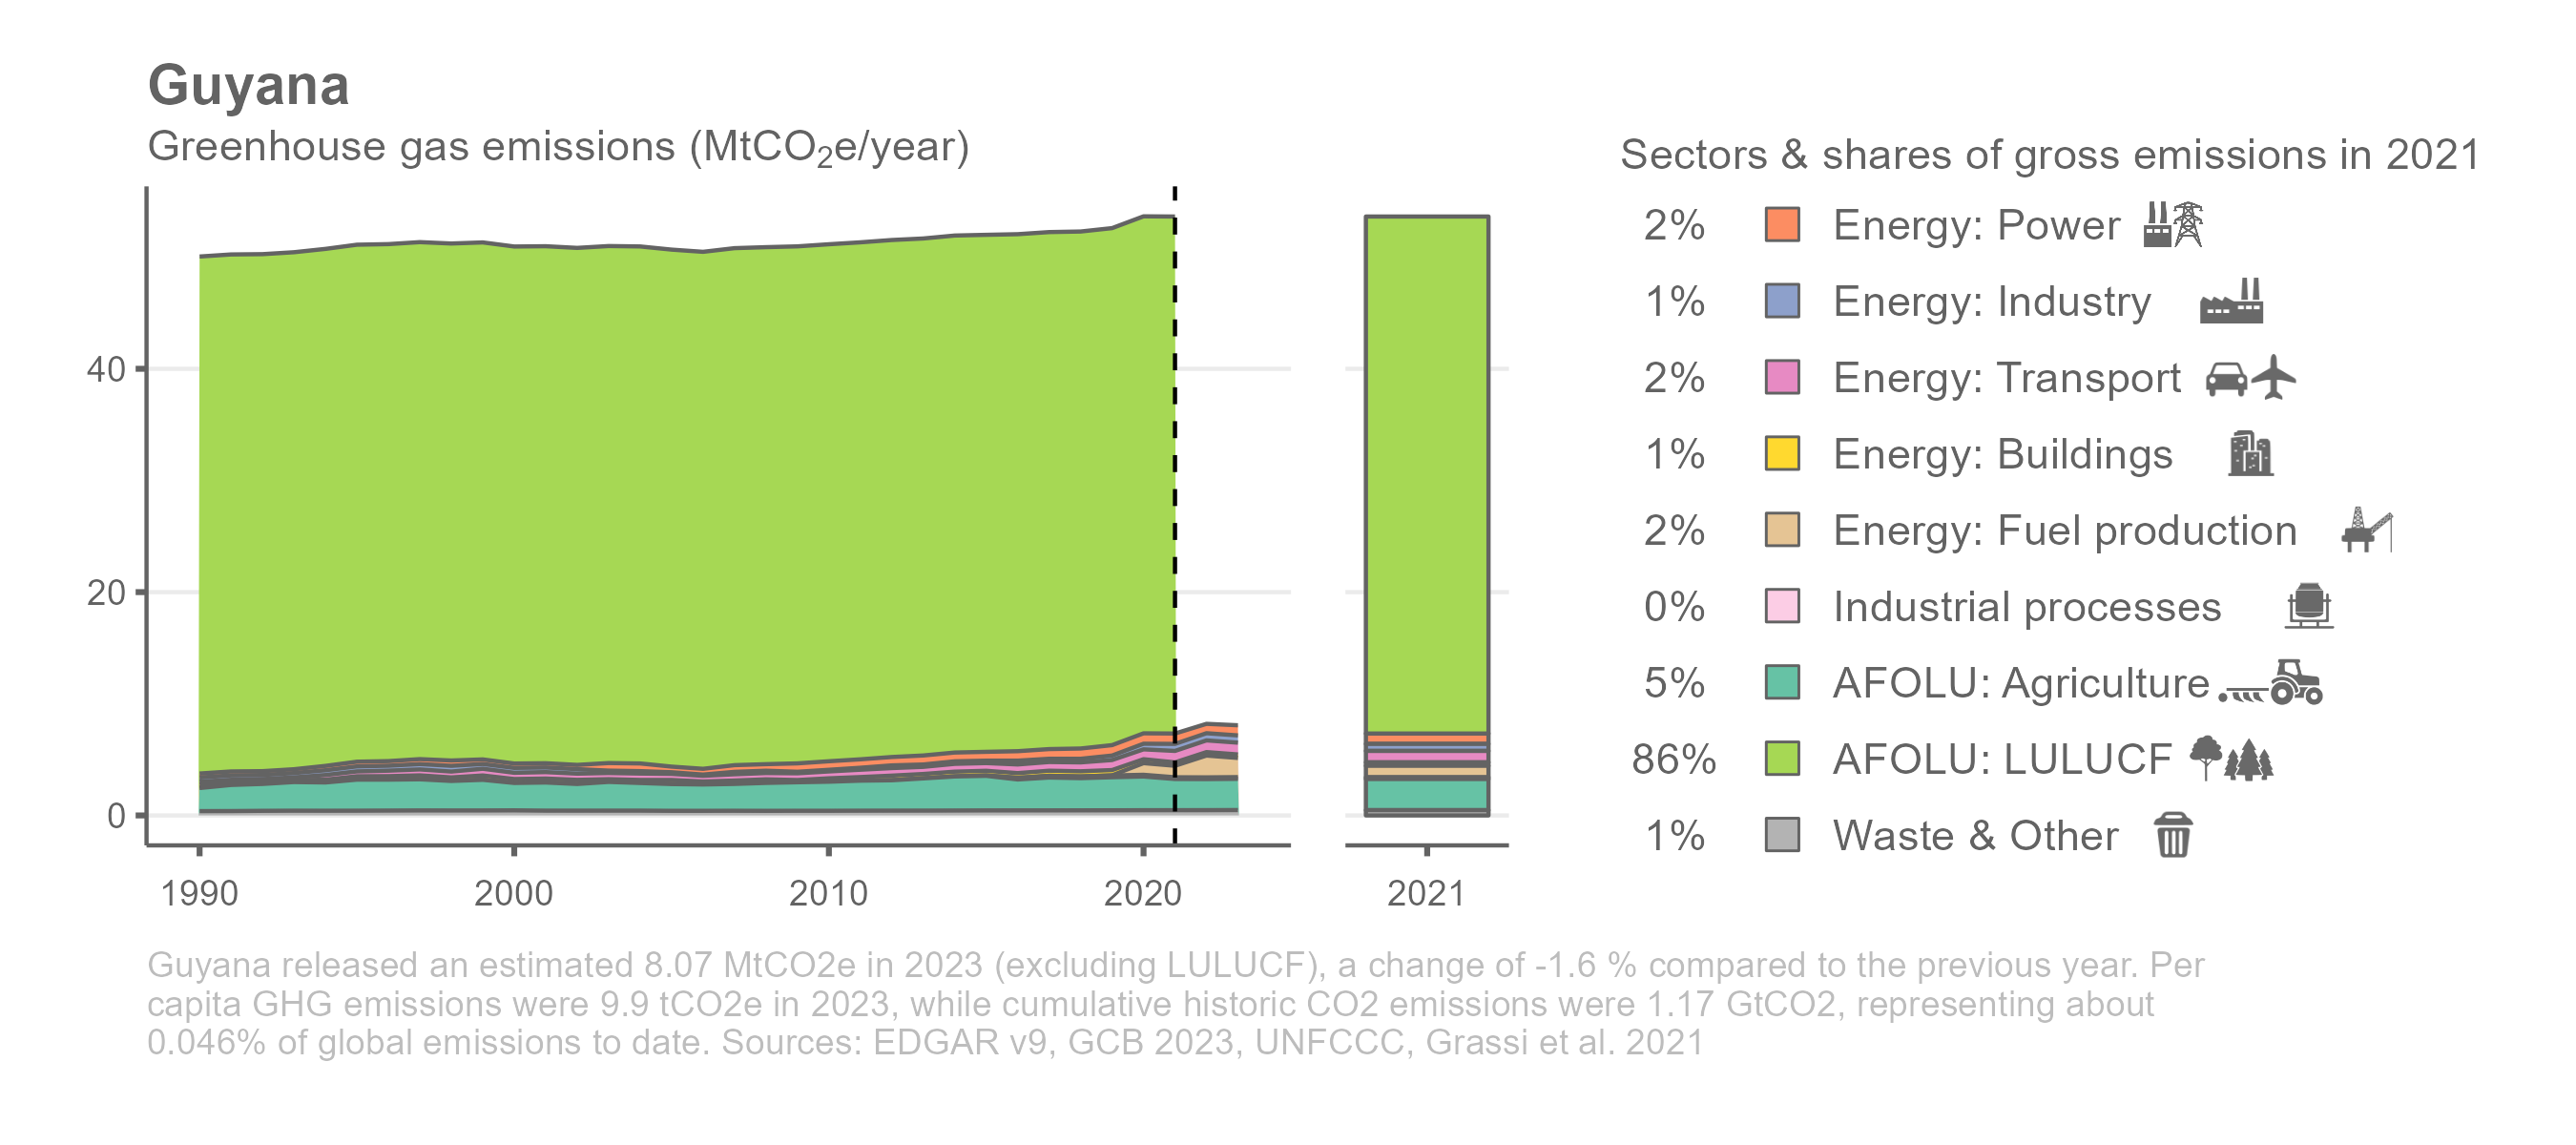 Guyana
Greenhouse gas emissions (MtCO₂e/year)
Sectors & shares of gross emissions in 2021
40
20
0
1990
2000
2010
2020
2021
2% Energy: Power
1% Energy: Industry
2% Energy: Transport
1% Energy: Buildings
2% Energy: Fuel production
0% Industrial processes
5% AFOLU: Agriculture
86% AFOLU: LULUCF
1% Waste & Other
Guyana released an estimated 8.07 MtCO2e in 2023 (excluding LULUCF), a change of -1.6 % compared to the previous year. Per
capita GHG emissions were 9.9 tCO2e in 2023, while cumulative historic CO2 emissions were 1.17 GtCO2, representing about
0.046% of global emissions to date. Sources: EDGAR v9, GCB 2023, UNFCCC, Grassi et al. 2021